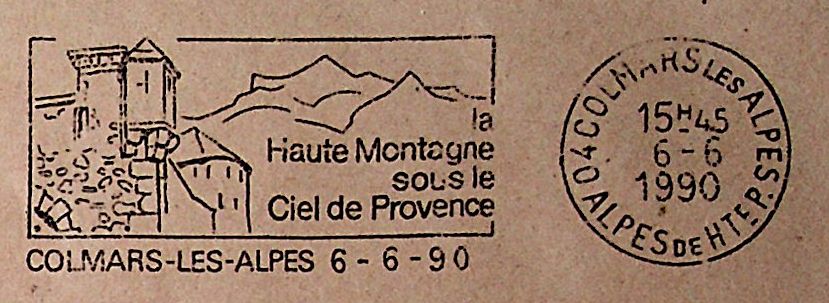 la
Haute Montagne
sous le
Ciel de Provence
COLMARS-LES-ALPES 6 - 6 - 90
04 COLMARS LES ALPES
15H45
6 - 6
1990
ALPES DE HTE P.